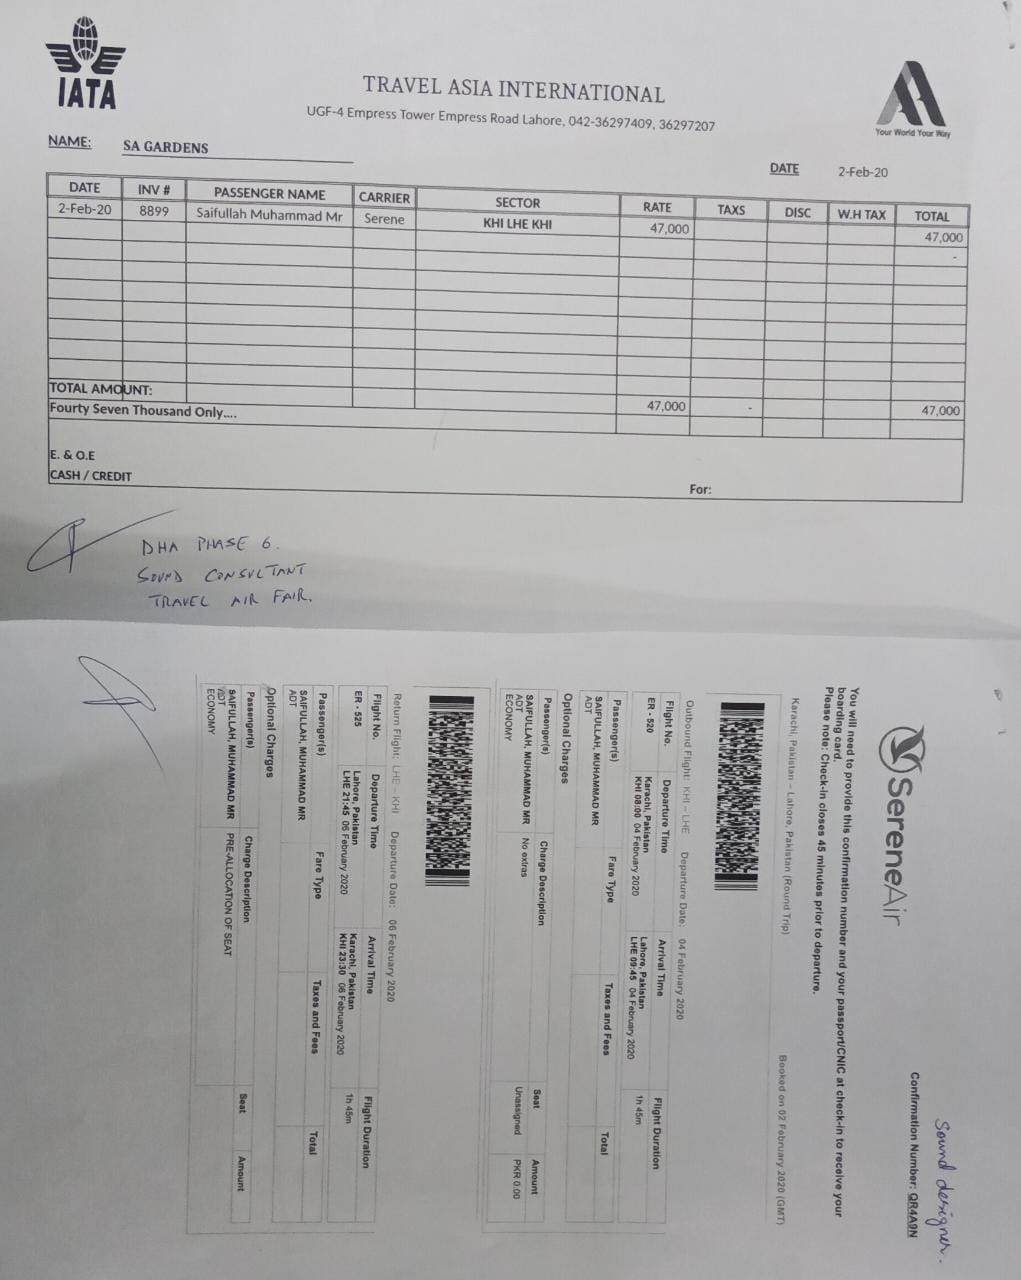 IATA
TRAVEL ASIA INTERNATIONAL
UGF-4 Empress Tower Empress Road Lahore, 042-36297409, 36297207
Your World Your Way
NAME: SA GARDENS
DATE 2-Feb-20
DATE INV # PASSENGER NAME CARRIER SECTOR RATE TAXS DISC W.H TAX TOTAL
2-Feb-20 8899 Saifullah Muhammad Mr Serene KHI LHE KHI 47,000 47,000
-
TOTAL AMOUNT:
Fourty Seven Thousand Only.... 47,000 - 47,000
E. & O.E
CASH / CREDIT For:
DHA PHASE 6.
SOUND CONSULTANT
TRAVEL AIR FAIR.
Sound designer.
SereneAir
Confirmation Number: QR4A9N
You will need to provide this confirmation number and your passport/CNIC at check-in to receive your
boarding card.
Please note: Check-in closes 45 minutes prior to departure.
Karachi, Pakistan - Lahore, Pakistan (Round Trip) Booked on 02 February 2020 (GMT)
Outbound Flight: KHI - LHE Departure Date: 04 February 2020
Flight No. Departure Time Arrival Time Flight Duration
ER - 520 Karachi, Pakistan Lahore, Pakistan 1h 45m
KHI 08:00 04 February 2020 LHE 09:45 04 February 2020
Passenger(s) Fare Type Taxes and Fees Total
SAIFULLAH, MUHAMMAD MR
ADT
Optional Charges
Passenger(s) Charge Description Seat Amount
SAIFULLAH, MUHAMMAD MR No extras Unassigned PKR 0.00
ADT
ECONOMY
Return Flight: LHE - KHI Departure Date: 06 February 2020
Flight No. Departure Time Arrival Time Flight Duration
ER - 525 Lahore, Pakistan Karachi, Pakistan 1h 45m
LHE 21:45 06 February 2020 KHI 23:30 06 February 2020
Passenger(s) Fare Type Taxes and Fees Total
SAIFULLAH, MUHAMMAD MR
ADT
Optional Charges
Passenger(s) Charge Description Seat Amount
SAIFULLAH, MUHAMMAD MR PRE-ALLOCATION OF SEAT
ADT
ECONOMY